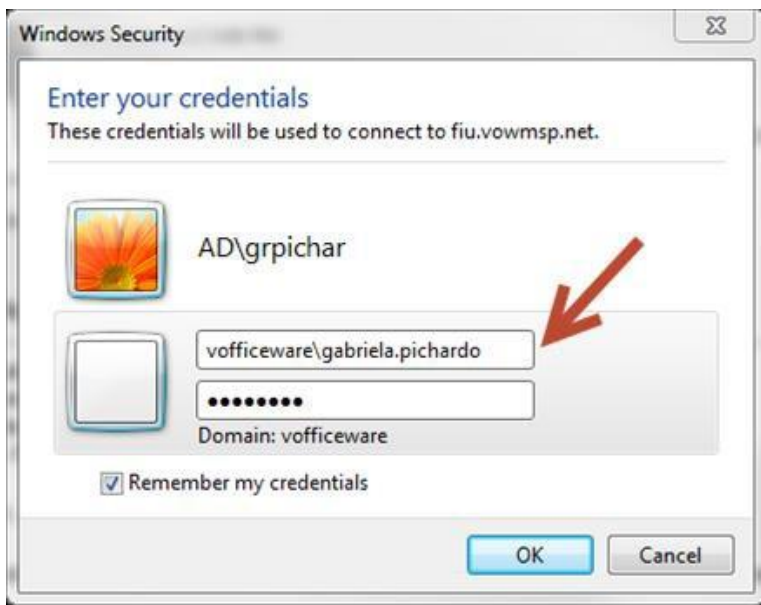 Windows Security
Enter your credentials
These credentials will be used to connect to fiu.vowmsp.net.
AD\grpichar
vofficeware\gabriela.pichardo
●●●●●●●●
Domain: vofficeware
Remember my credentials
OK
Cancel